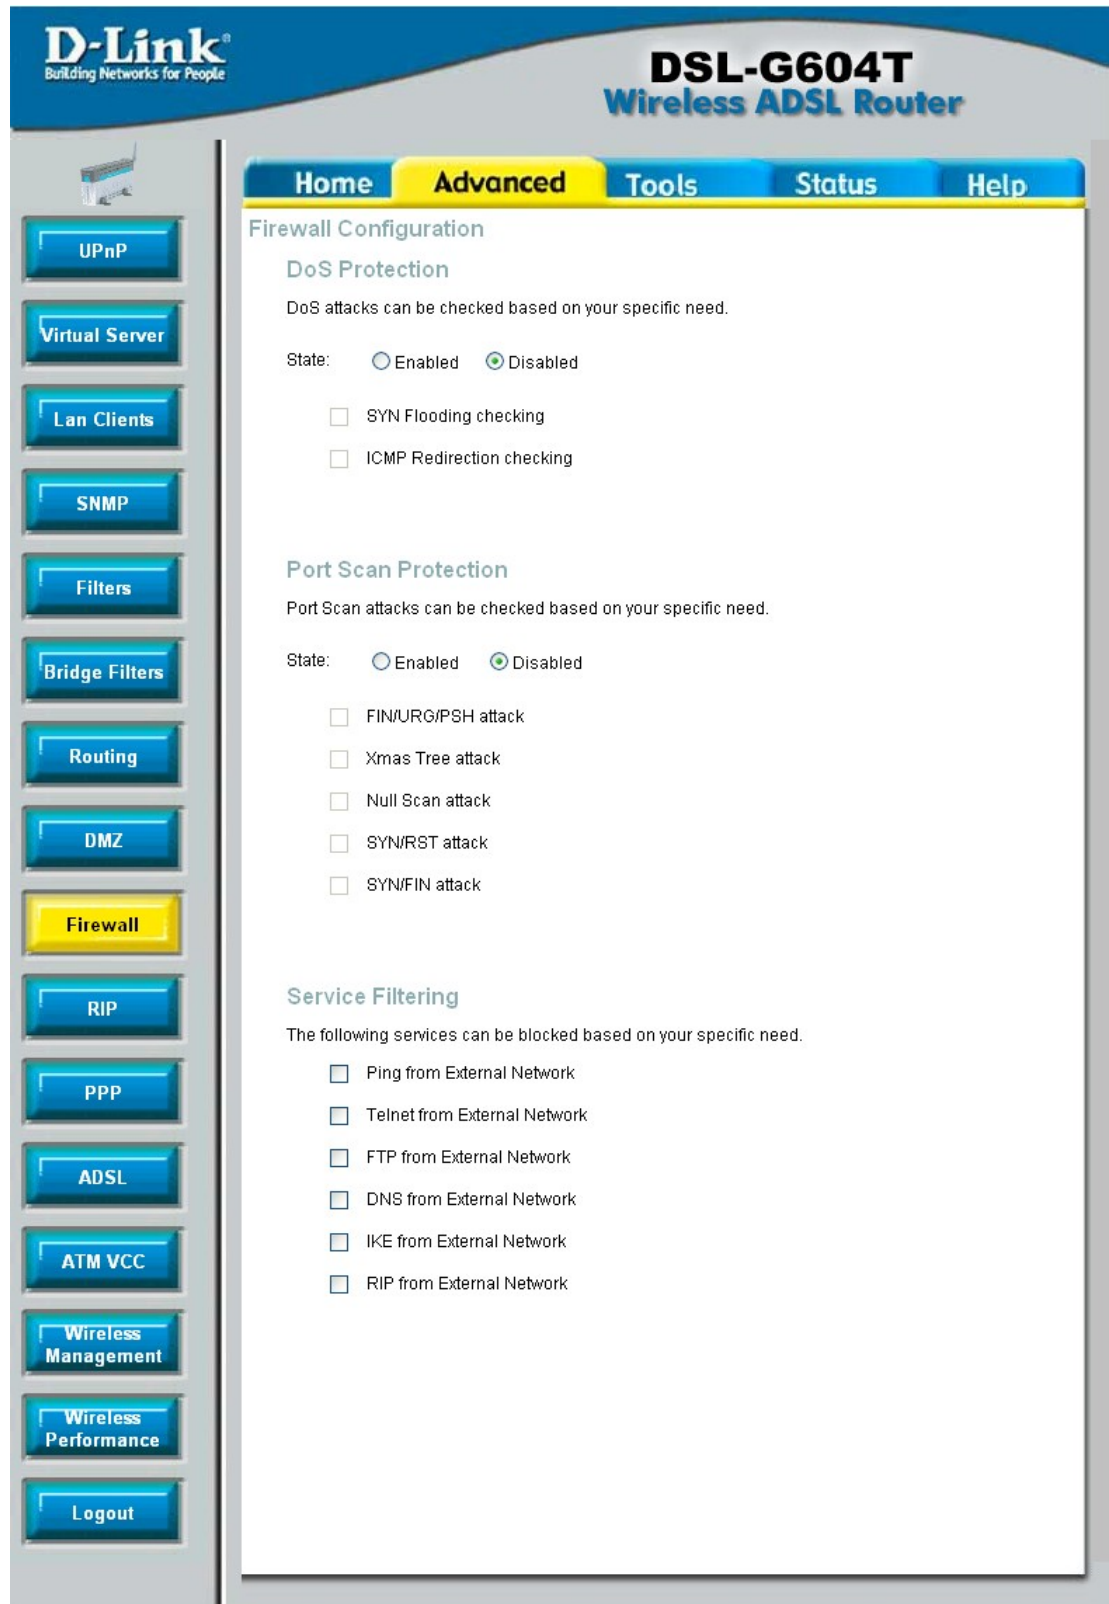 D-Link®
Building Networks for People
DSL-G604T
Wireless ADSL Router
Home
Advanced
Tools
Status
Help
UPnP
Virtual Server
Lan Clients
SNMP
Filters
Bridge Filters
Routing
DMZ
Firewall
RIP
PPP
ADSL
ATM VCC
Wireless
Management
Wireless
Performance
Logout
Firewall Configuration
DoS Protection
DoS attacks can be checked based on your specific need.
State: Enabled Disabled
SYN Flooding checking
ICMP Redirection checking
Port Scan Protection
Port Scan attacks can be checked based on your specific need.
State: Enabled Disabled
FIN/URG/PSH attack
Xmas Tree attack
Null Scan attack
SYN/RST attack
SYN/FIN attack
Service Filtering
The following services can be blocked based on your specific need.
Ping from External Network
Telnet from External Network
FTP from External Network
DNS from External Network
IKE from External Network
RIP from External Network